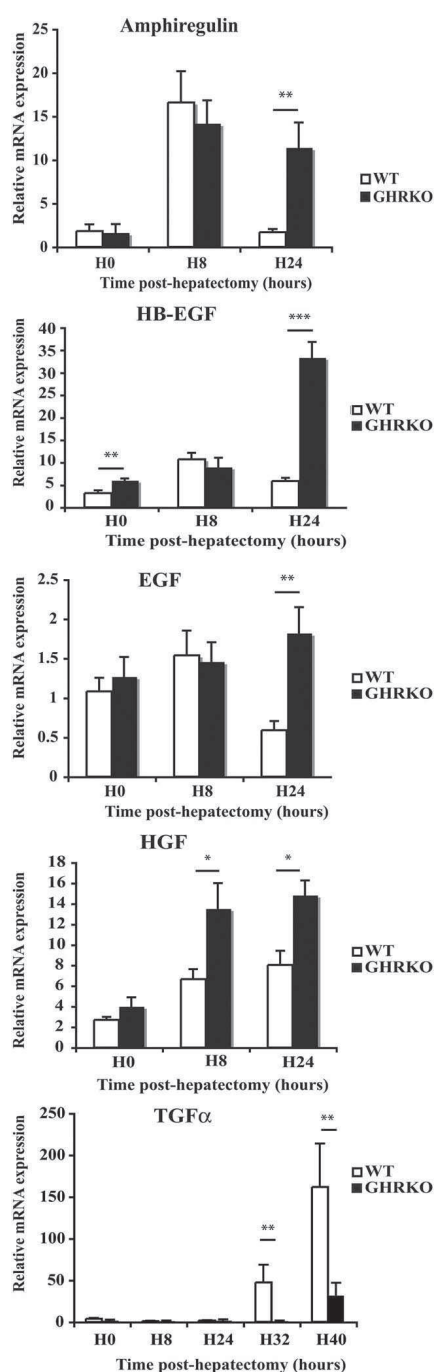 Amphiregulin
Relative mRNA expression
25
20
15
10
5
0
**
WT
GHRKO
H0 H8 H24
Time post-hepatectomy (hours)
HB-EGF
Relative mRNA expression
35
30
25
20
15
10
5
0
**
***
WT
GHRKO
H0 H8 H24
Time post-hepatectomy (hours)
EGF
Relative mRNA expression
2.5
2
1.5
1
0.5
0
**
WT
GHRKO
H0 H8 H24
Time post-hepatectomy (hours)
HGF
Relative mRNA expression
18
16
14
12
10
8
6
4
2
0
*
*
WT
GHRKO
H0 H8 H24
Time post-hepatectomy (hours)
TGFα
Relative mRNA expression
250
200
150
100
50
0
**
**
WT
GHRKO
H0 H8 H24 H32 H40
Time post-hepatectomy (hours)